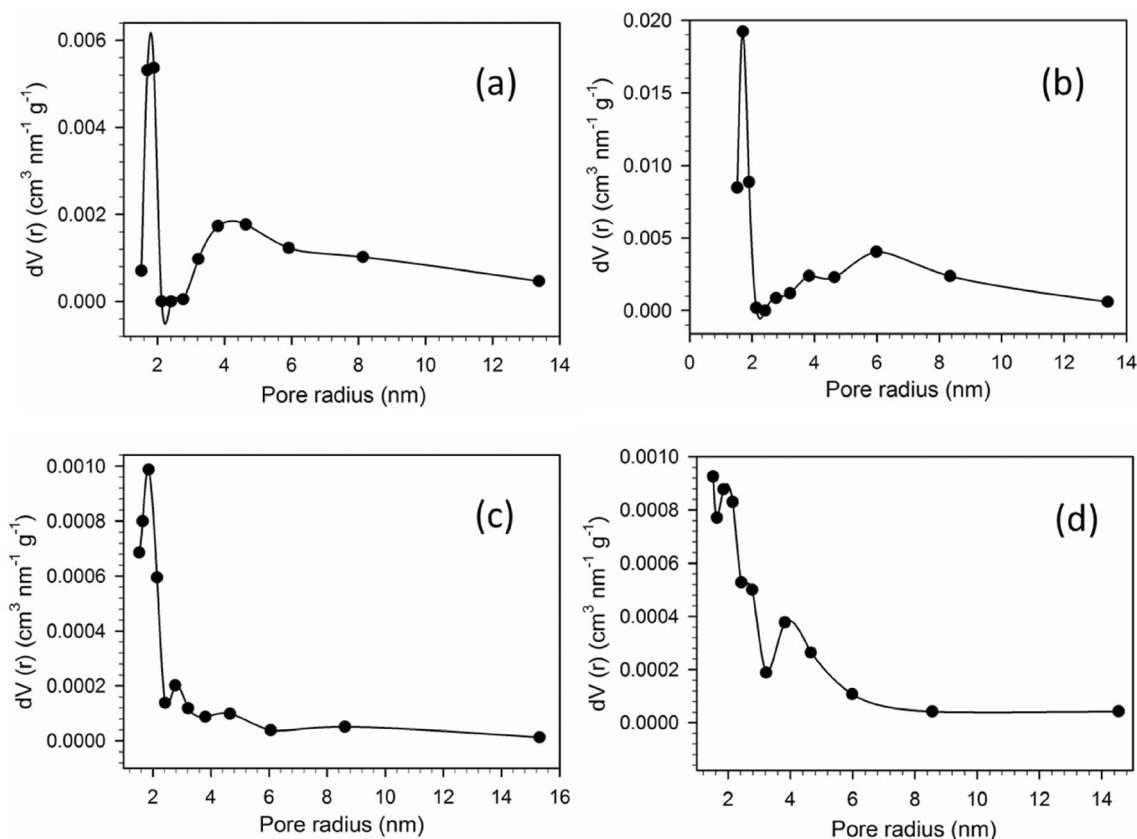 (a)
dV (r) (cm³ nm⁻¹ g⁻¹)
0.006
0.004
0.002
0.000
2 4 6 8 10 12 14
Pore radius (nm)
(b)
dV (r) (cm³ nm⁻¹ g⁻¹)
0.020
0.015
0.010
0.005
0.000
0 2 4 6 8 10 12 14
Pore radius (nm)
(c)
dV (r) (cm³ nm⁻¹ g⁻¹)
0.0010
0.0008
0.0006
0.0004
0.0002
0.0000
2 4 6 8 10 12 14 16
Pore radius (nm)
(d)
dV (r) (cm³ nm⁻¹ g⁻¹)
0.0010
0.0008
0.0006
0.0004
0.0002
0.0000
2 4 6 8 10 12 14
Pore radius (nm)